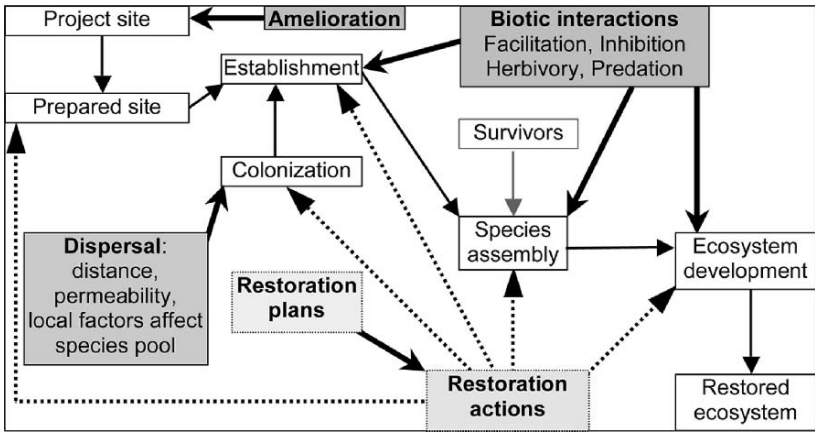 Project site
Amelioration
Biotic interactions
Facilitation, Inhibition
Herbivory, Predation
Establishment
Prepared site
Survivors
Colonization
Species
assembly
Ecosystem
development
Dispersal:
distance,
permeability,
local factors affect
species pool
Restoration
plans
Restoration
actions
Restored
ecosystem